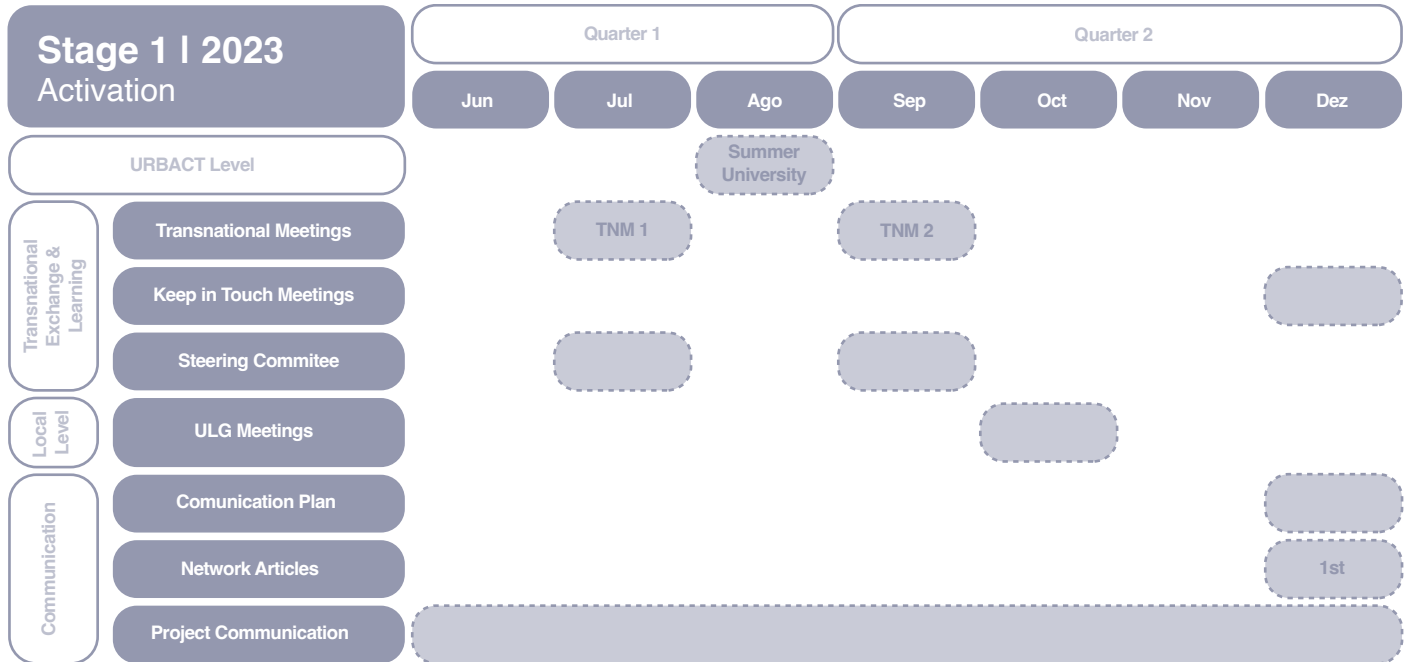 Stage 1 | 2023
Activation
Quarter 1
Quarter 2
Jun
Jul
Ago
Sep
Oct
Nov
Dez
URBACT Level
Summer
University
Transnational
Exchange &
Learning
Transnational Meetings
TNM 1
TNM 2
Keep in Touch Meetings
Steering Commitee
Local
Level
ULG Meetings
Communication
Comunication Plan
Network Articles
1st
Project Communication